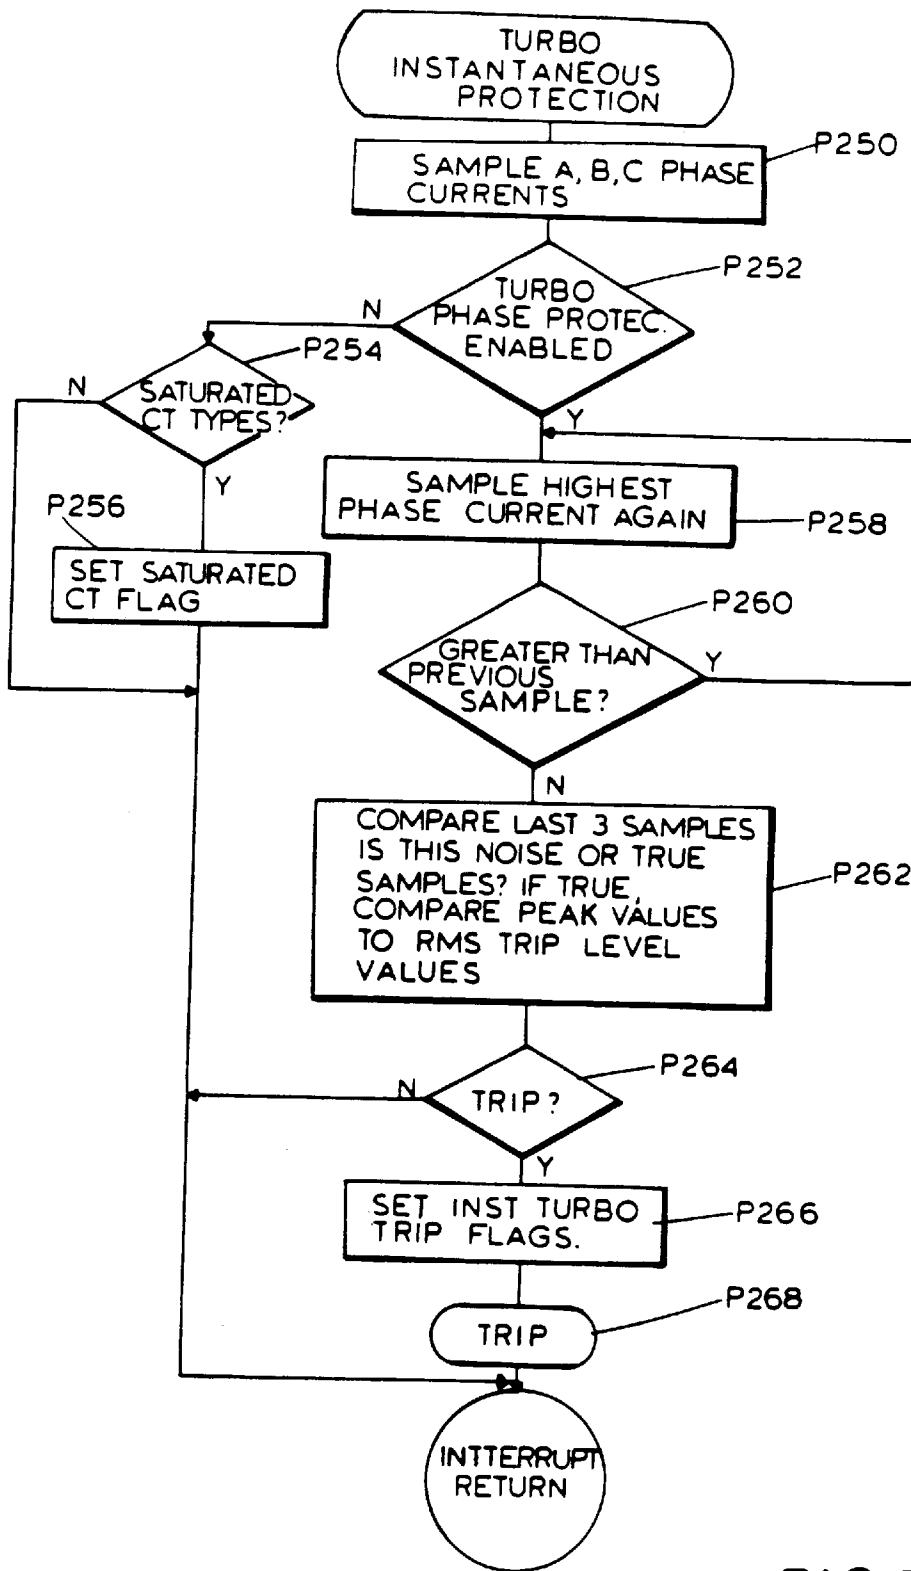 TURBO
INSTANTANEOUS
PROTECTION
P250
SAMPLE A, B, C PHASE
CURRENTS
P252
TURBO
PHASE PROTEC.
ENABLED
N
Y
P254
SATURATED
CT TYPES?
N
Y
P256
SET SATURATED
CT FLAG
SAMPLE HIGHEST
PHASE CURRENT AGAIN
P258
P260
GREATER THAN
PREVIOUS
SAMPLE?
Y
N
COMPARE LAST 3 SAMPLES
IS THIS NOISE OR TRUE
SAMPLES? IF TRUE,
COMPARE PEAK VALUES
TO RMS TRIP LEVEL
VALUES
P262
P264
TRIP?
N
Y
SET INST TURBO
TRIP FLAGS.
P266
P268
TRIP
INTTERRUPT
RETURN